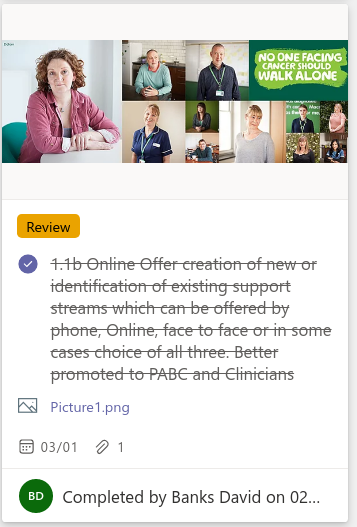 NO ONE FACING
CANCER SHOULD
WALK ALONE
Review
1.1b Online Offer creation of new or
identification of existing support
streams which can be offered by
phone, Online, face to face or in some
cases choice of all three. Better
promoted to PABC and Clinicians
Picture1.png
03/01
1
BD
Completed by Banks David on 02...